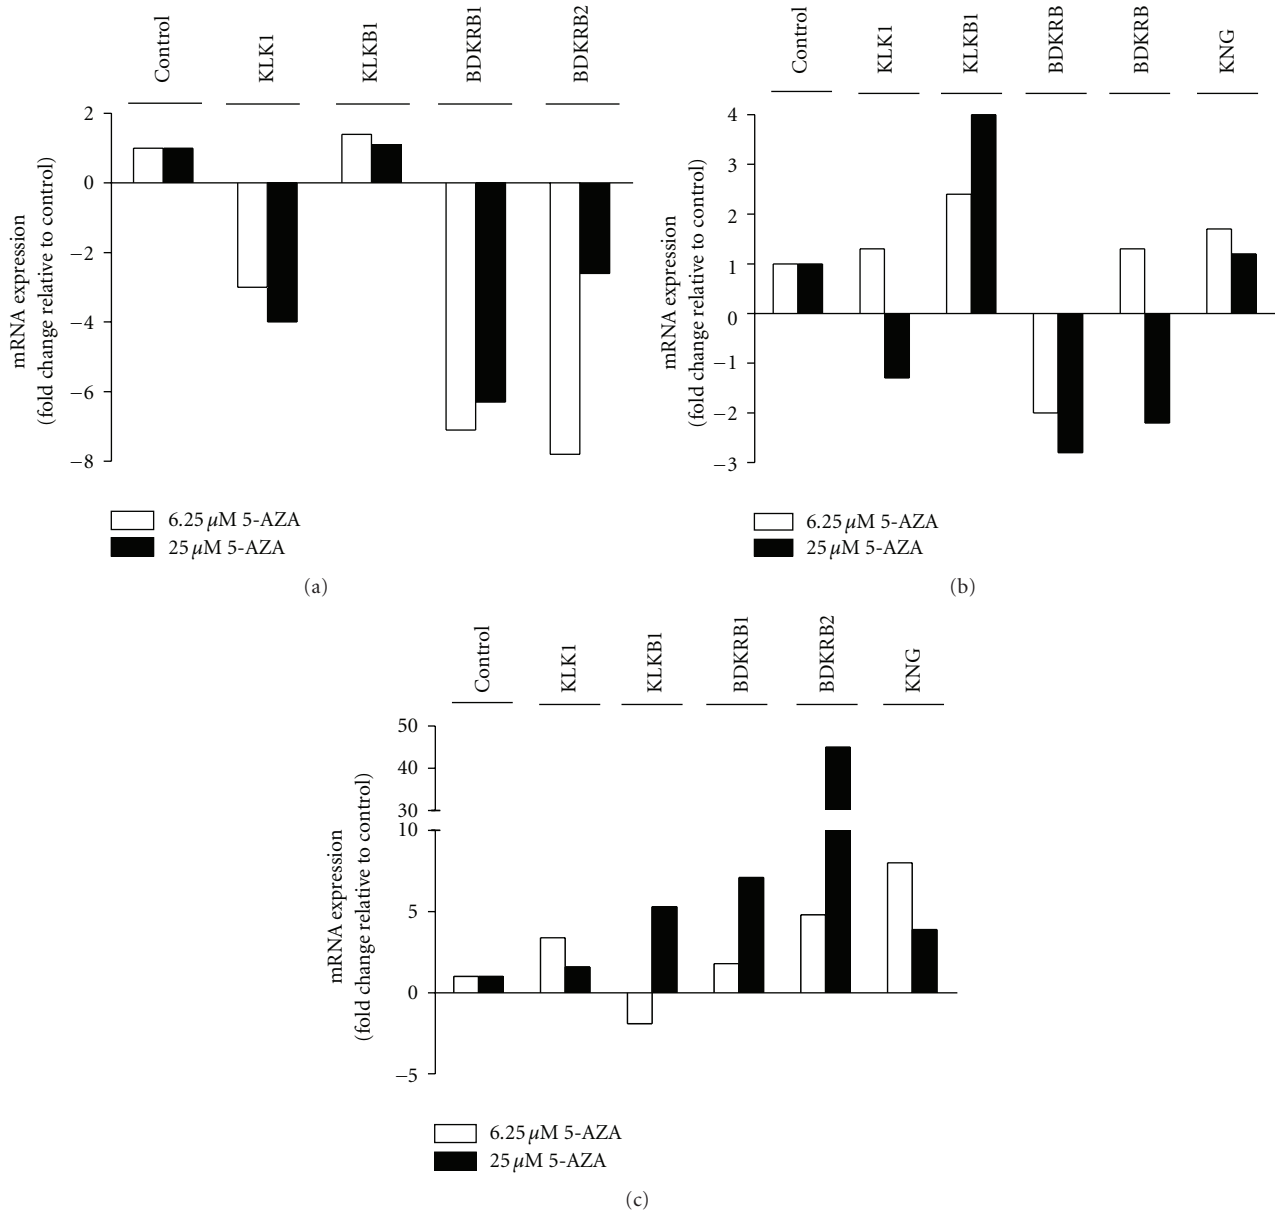 Control
KLK1
KLKB1
BDKRB1
BDKRB2
2
0
−2
−4
−6
−8
mRNA expression
(fold change relative to control)
6.25 μM 5-AZA
25 μM 5-AZA
(a)
Control
KLK1
KLKB1
BDKRB
BDKRB
KNG
4
3
2
1
0
−1
−2
−3
mRNA expression
(fold change relative to control)
6.25 μM 5-AZA
25 μM 5-AZA
(b)
Control
KLK1
KLKB1
BDKRB1
BDKRB2
KNG
50
40
30
10
5
0
−5
mRNA expression
(fold change relative to control)
6.25 μM 5-AZA
25 μM 5-AZA
(c)